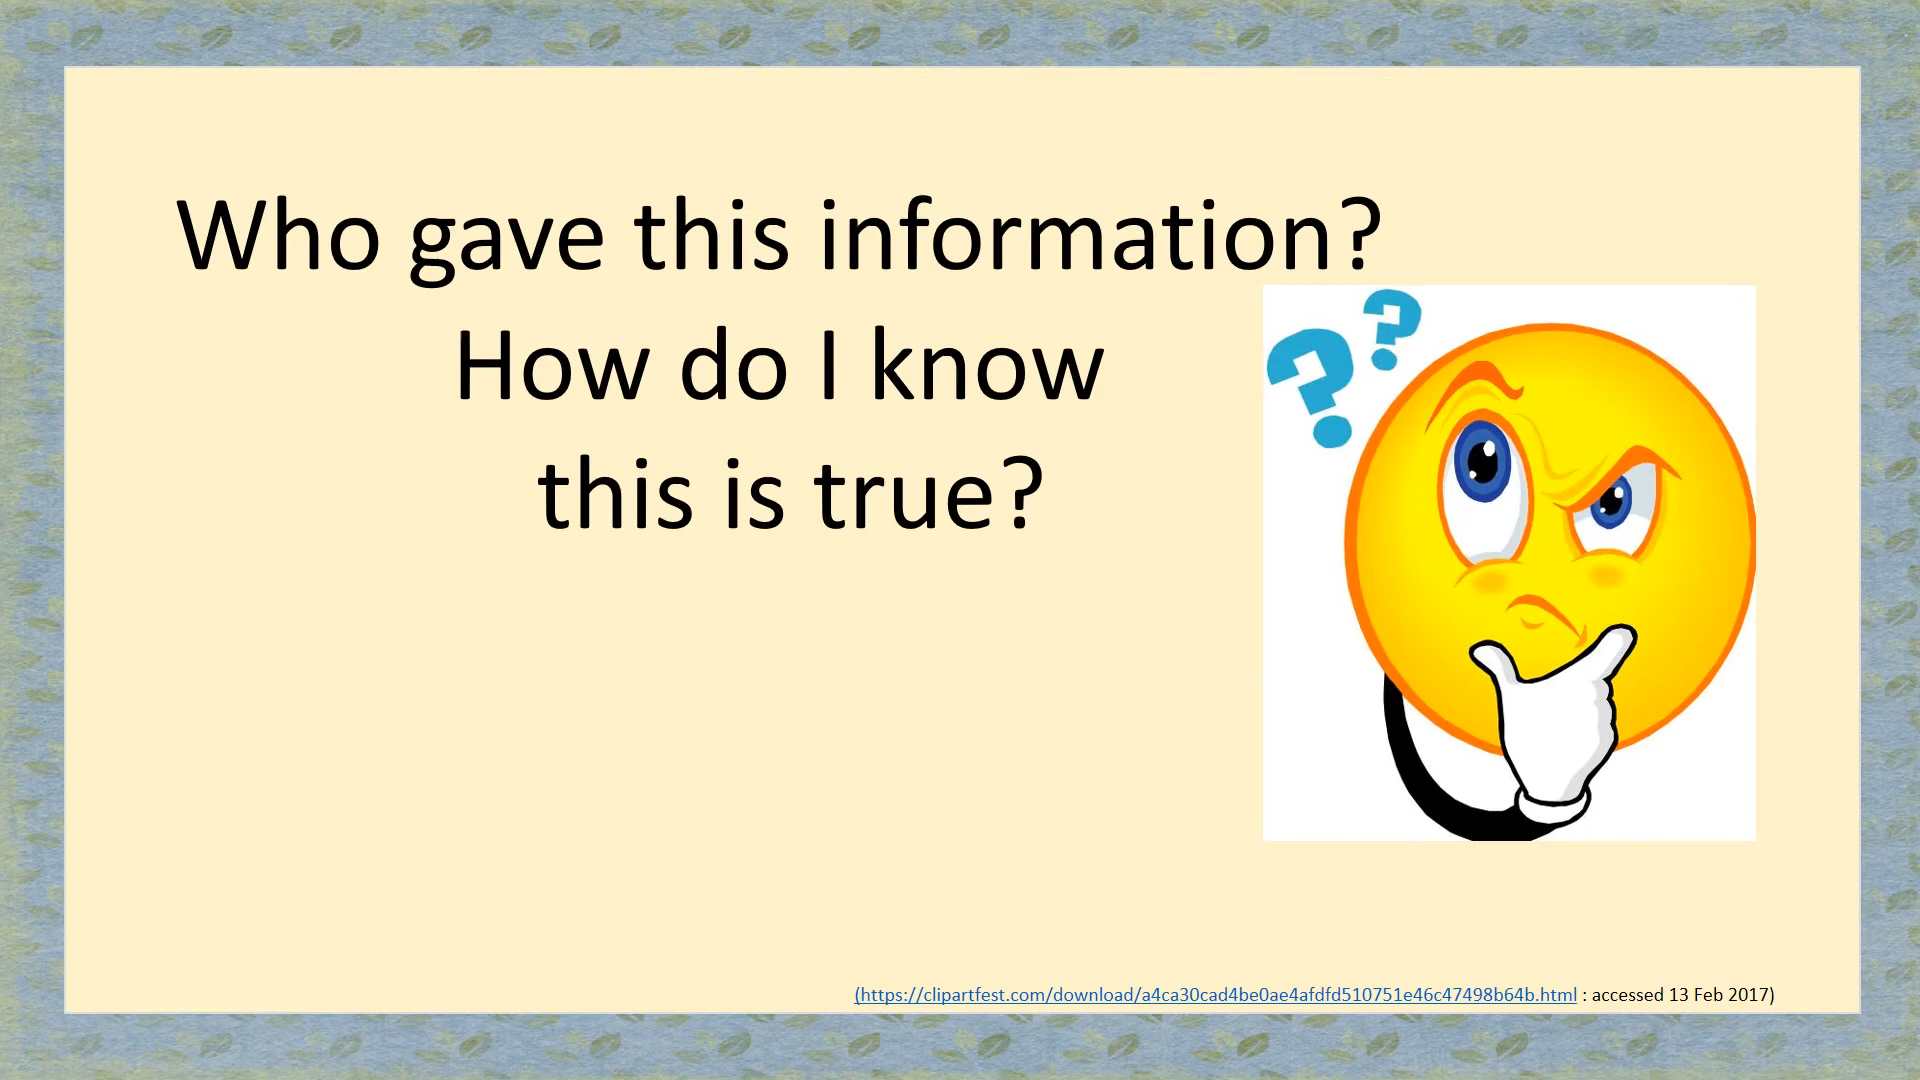 Who gave this information?
How do I know
this is true?
(https://clipartfest.com/download/a4ca30cad4be0ae4afdfd510751e46c47498b64b.html : accessed 13 Feb 2017)